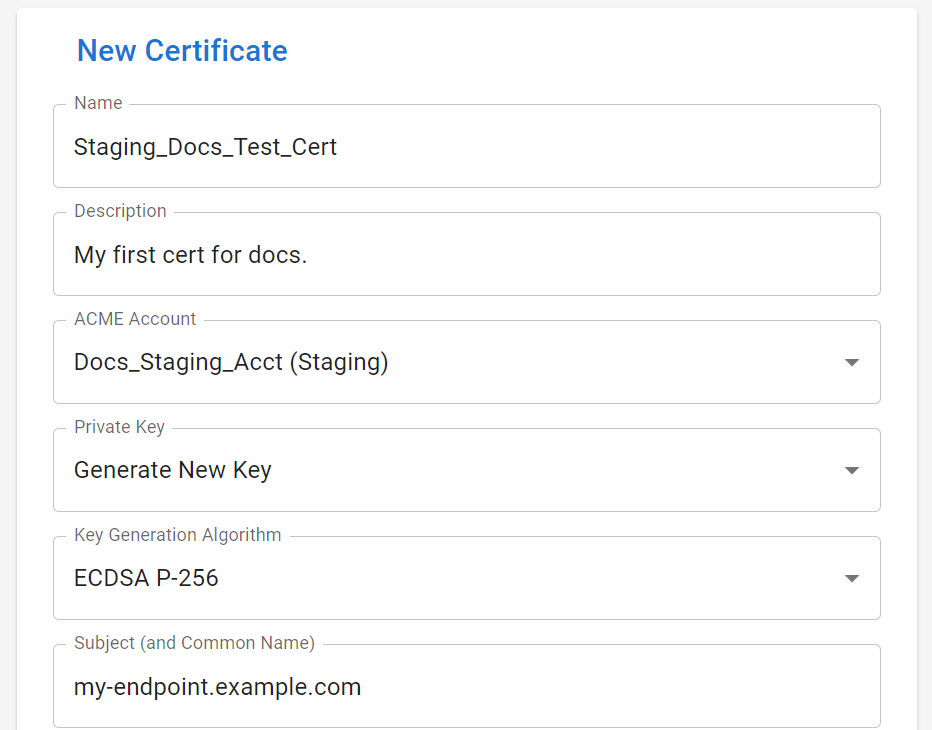 New Certificate
Name
Staging_Docs_Test_Cert
Description
My first cert for docs.
ACME Account
Docs_Staging_Acct (Staging)
Private Key
Generate New Key
Key Generation Algorithm
ECDSA P-256
Subject (and Common Name)
my-endpoint.example.com